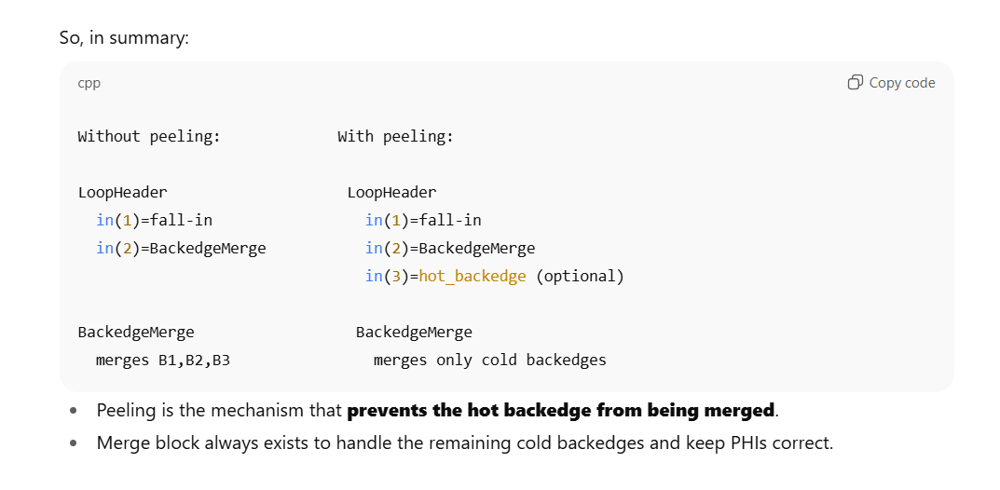 So, in summary:
cpp Copy code
Without peeling: With peeling:
LoopHeader LoopHeader
in(1)=fall-in in(1)=fall-in
in(2)=BackedgeMerge in(2)=BackedgeMerge
in(3)=hot_backedge (optional)
BackedgeMerge BackedgeMerge
merges B1,B2,B3 merges only cold backedges
• Peeling is the mechanism that prevents the hot backedge from being merged.
• Merge block always exists to handle the remaining cold backedges and keep PHIs correct.